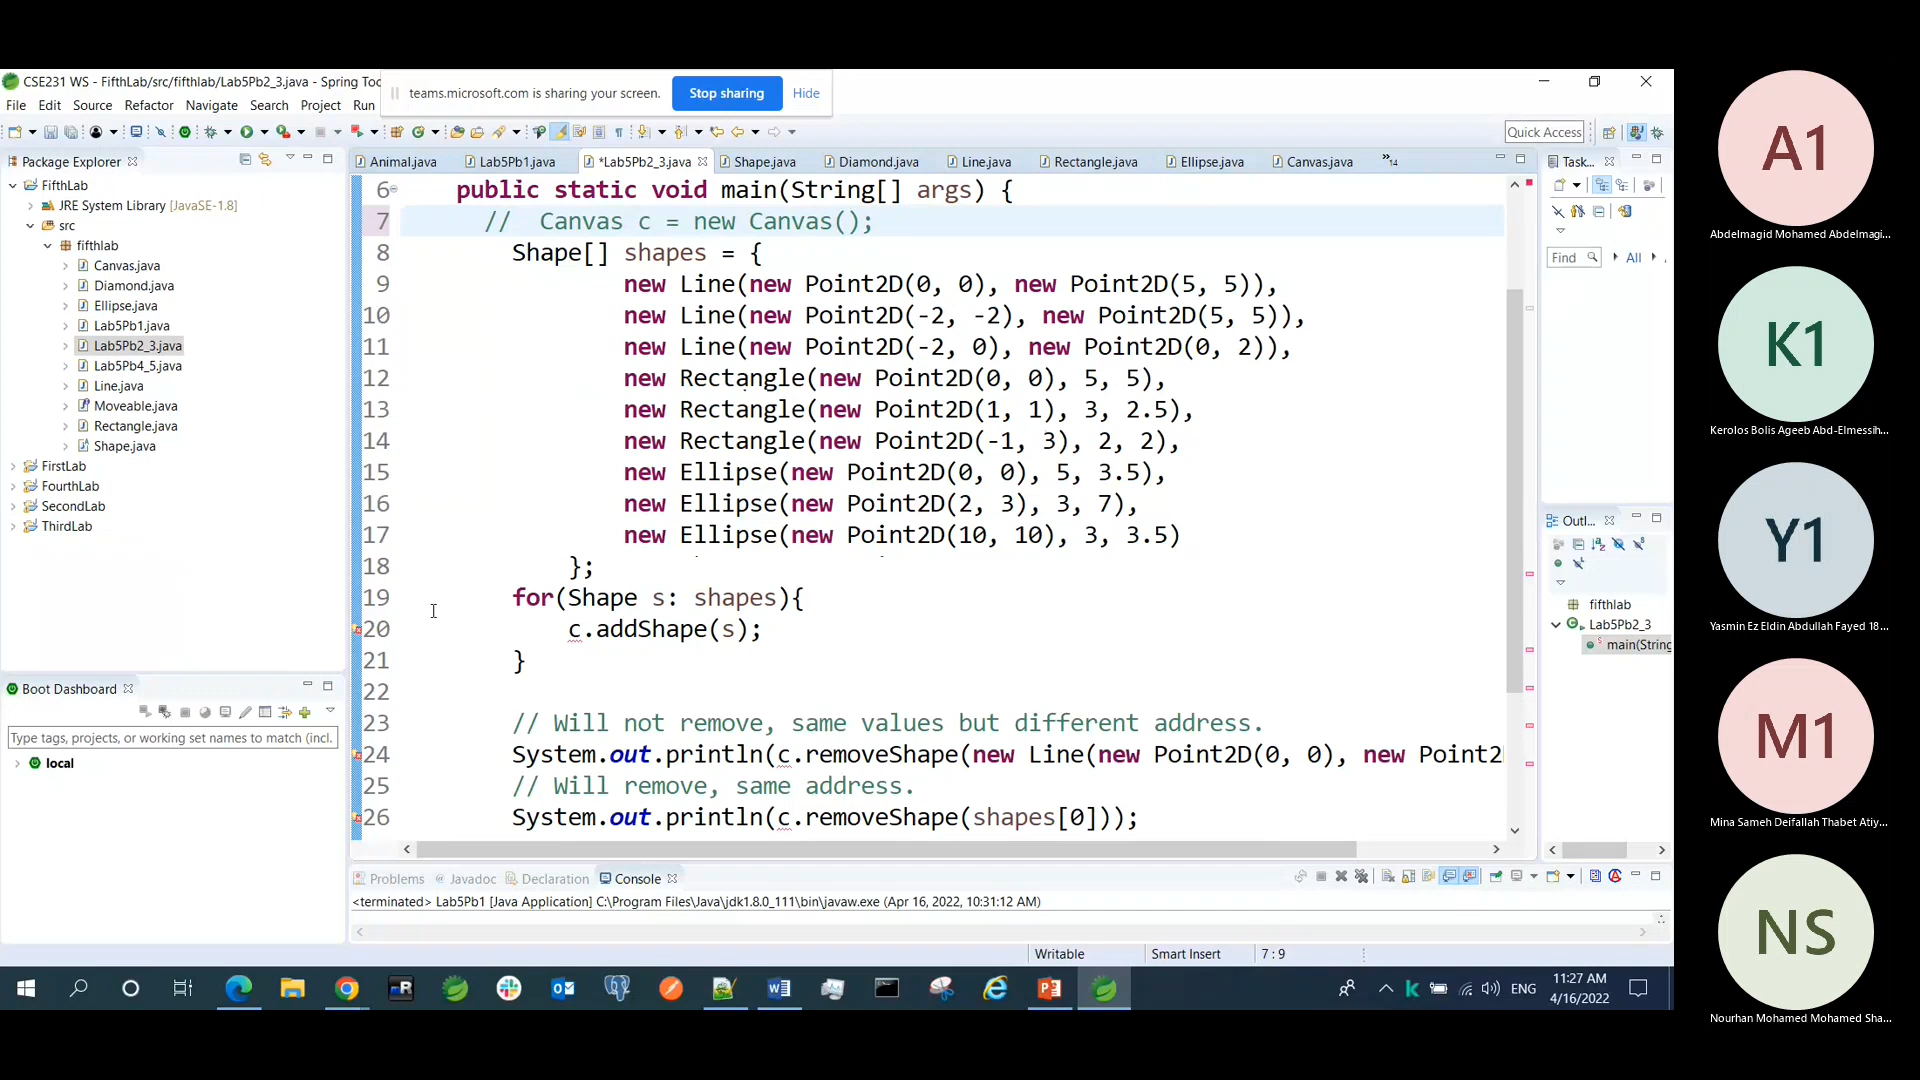 CSE231 WS - FifthLab/src/fifthlab/Lab5Pb2_3.java - Spring Too
teams.microsoft.com is sharing your screen. Stop sharing Hide
File Edit Source Refactor Navigate Search Project Run
Quick Access
Package Explorer
FifthLab
JRE System Library [JavaSE-1.8]
src
fifthlab
Canvas.java
Diamond.java
Ellipse.java
Lab5Pb1.java
Lab5Pb2_3.java
Lab5Pb4_5.java
Line.java
Moveable.java
Rectangle.java
Shape.java
FirstLab
FourthLab
SecondLab
ThirdLab
Boot Dashboard
Type tags, projects, or working set names to match (incl.
local
Animal.java Lab5Pb1.java *Lab5Pb2_3.java Shape.java Diamond.java Line.java Rectangle.java Ellipse.java Canvas.java »14
6 public static void main(String[] args) {
7 // Canvas c = new Canvas();
8 Shape[] shapes = {
9 new Line(new Point2D(0, 0), new Point2D(5, 5)),
10 new Line(new Point2D(-2, -2), new Point2D(5, 5)),
11 new Line(new Point2D(-2, 0), new Point2D(0, 2)),
12 new Rectangle(new Point2D(0, 0), 5, 5),
13 new Rectangle(new Point2D(1, 1), 3, 2.5),
14 new Rectangle(new Point2D(-1, 3), 2, 2),
15 new Ellipse(new Point2D(0, 0), 5, 3.5),
16 new Ellipse(new Point2D(2, 3), 3, 7),
17 new Ellipse(new Point2D(10, 10), 3, 3.5)
18 };
19 for(Shape s: shapes){
20 c.addShape(s);
21 }
22
23 // Will not remove, same values but different address.
24 System.out.println(c.removeShape(new Line(new Point2D(0, 0), new Point2
25 // Will remove, same address.
26 System.out.println(c.removeShape(shapes[0]));
Task...
Find All
Outl...
fifthlab
Lab5Pb2_3
main(String
Problems Javadoc Declaration Console
<terminated> Lab5Pb1 [Java Application] C:\Program Files\Java\jdk1.8.0_111\bin\javaw.exe (Apr 16, 2022, 10:31:12 AM)
Writable Smart Insert 7 : 9
ENG
11:27 AM
4/16/2022
A1
Abdelmagid Mohamed Abdelmagi...
K1
Kerolos Bolis Ageeb Abd-Elmessih...
Y1
Yasmin Ez Eldin Abdullah Fayed 18...
M1
Mina Sameh Deifallah Thabet Atiy...
NS
Nourhan Mohamed Mohamed Sha...